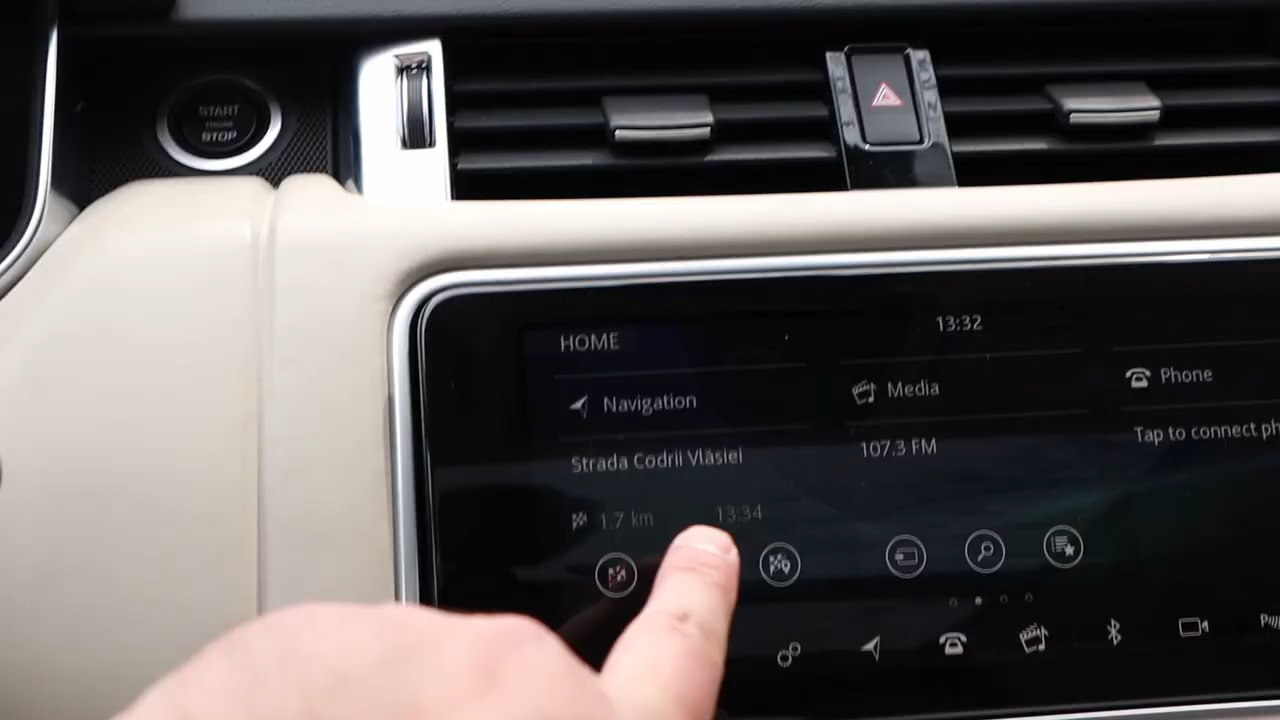 START
STOP
13:32
HOME
Navigation
Media
Phone
Strada Codrii Vlăsiei
107.3 FM
Tap to connect ph
1.7 km
13:34